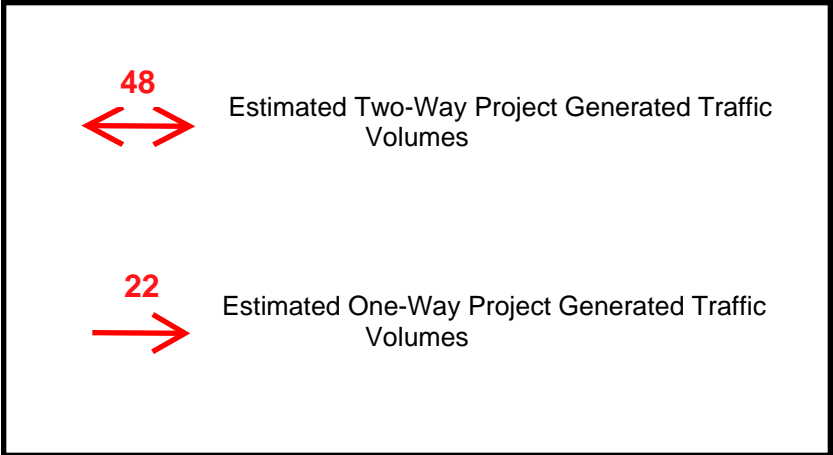 48
Estimated Two-Way Project Generated Traffic
Volumes
22
Estimated One-Way Project Generated Traffic
Volumes